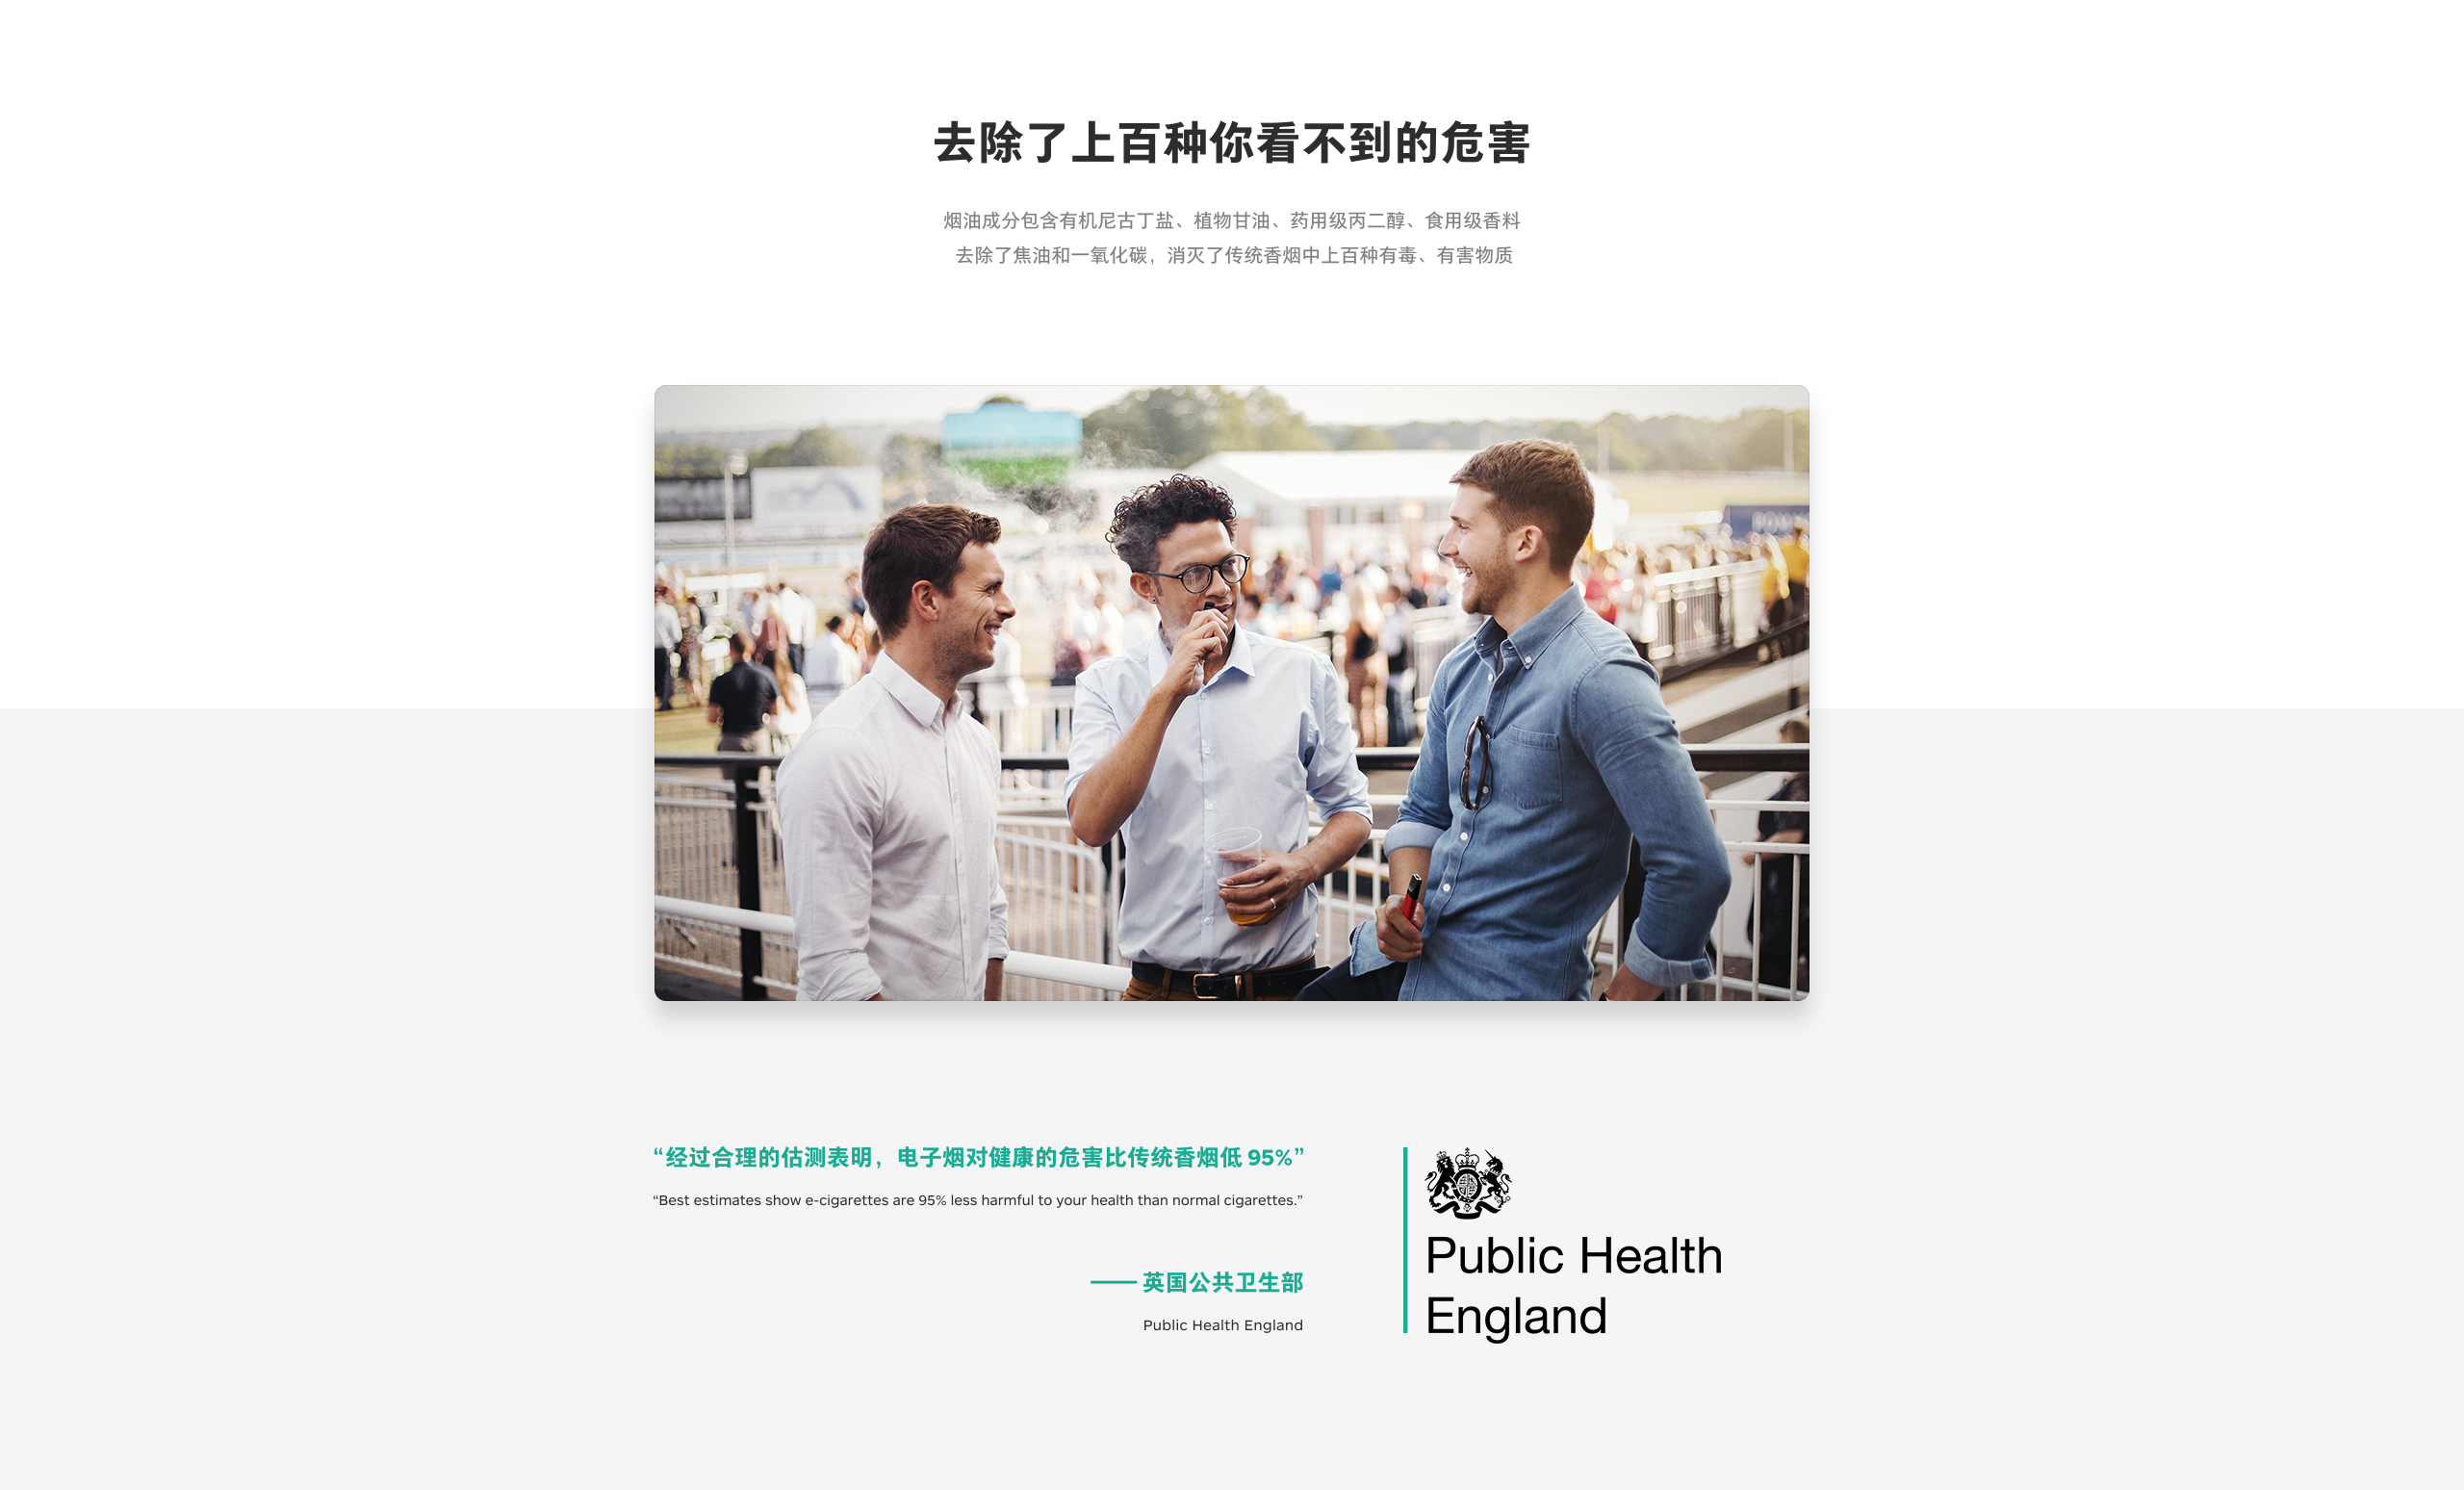 去除了上百种你看不到的危害
烟油成分包含有机尼古丁盐、植物甘油、药用级丙二醇、食用级香料
去除了焦油和一氧化碳，消灭了传统香烟中上百种有毒、有害物质
“经过合理的估测表明，电子烟对健康的危害比传统香烟低 95%”
“Best estimates show e-cigarettes are 95% less harmful to your health than normal cigarettes.”
—— 英国公共卫生部
Public Health England
Public Health
England